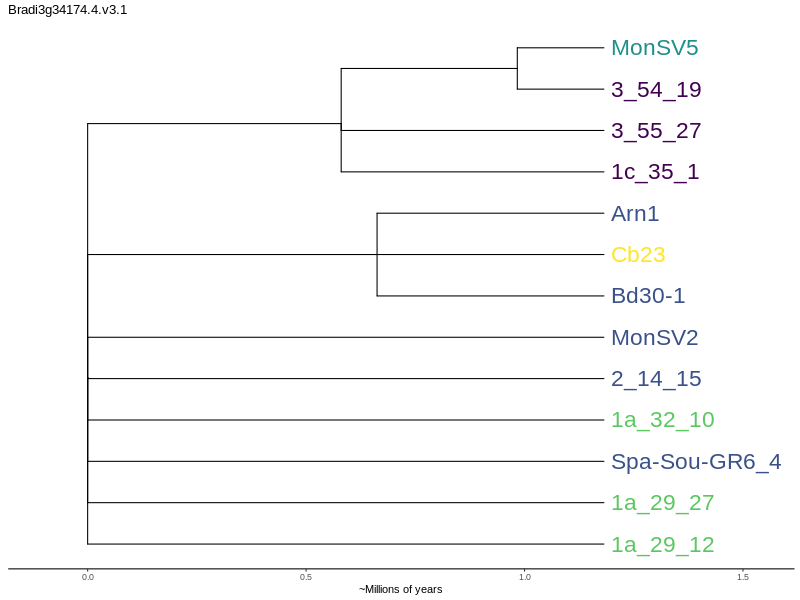 Bradi3g34174.4.v3.1
MonSV5
3_54_19
3_55_27
1c_35_1
Arn1
Cb23
Bd30-1
MonSV2
2_14_15
1a_32_10
Spa-Sou-GR6_4
1a_29_27
1a_29_12
0.0 0.5 1.0 1.5
~Millions of years